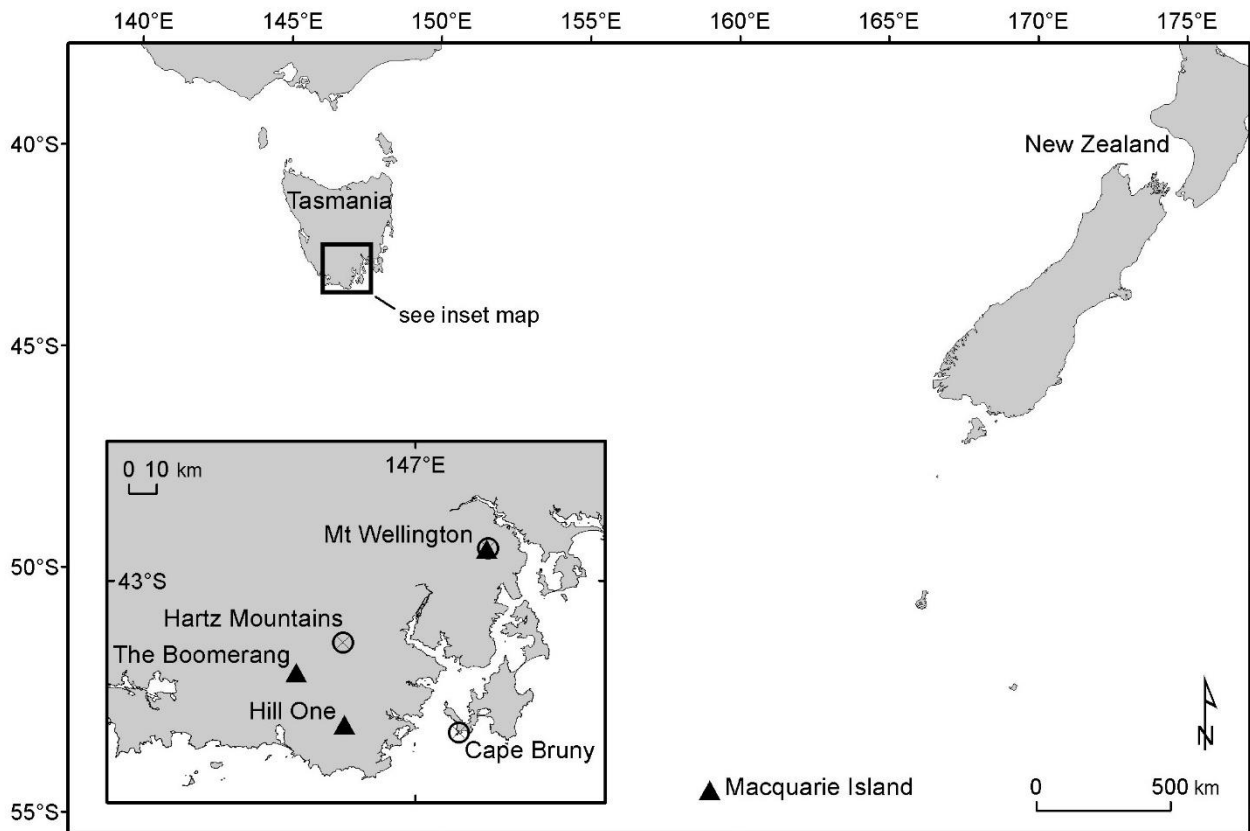 140°E 145°E 150°E 155°E 160°E 165°E 170°E 175°E
40°S
New Zealand
Tasmania
see inset map
45°S
0 10 km
147°E
Mt Wellington
50°S
43°S
Hartz Mountains
The Boomerang
Hill One
Cape Bruny
N
Macquarie Island
0 500 km
55°S